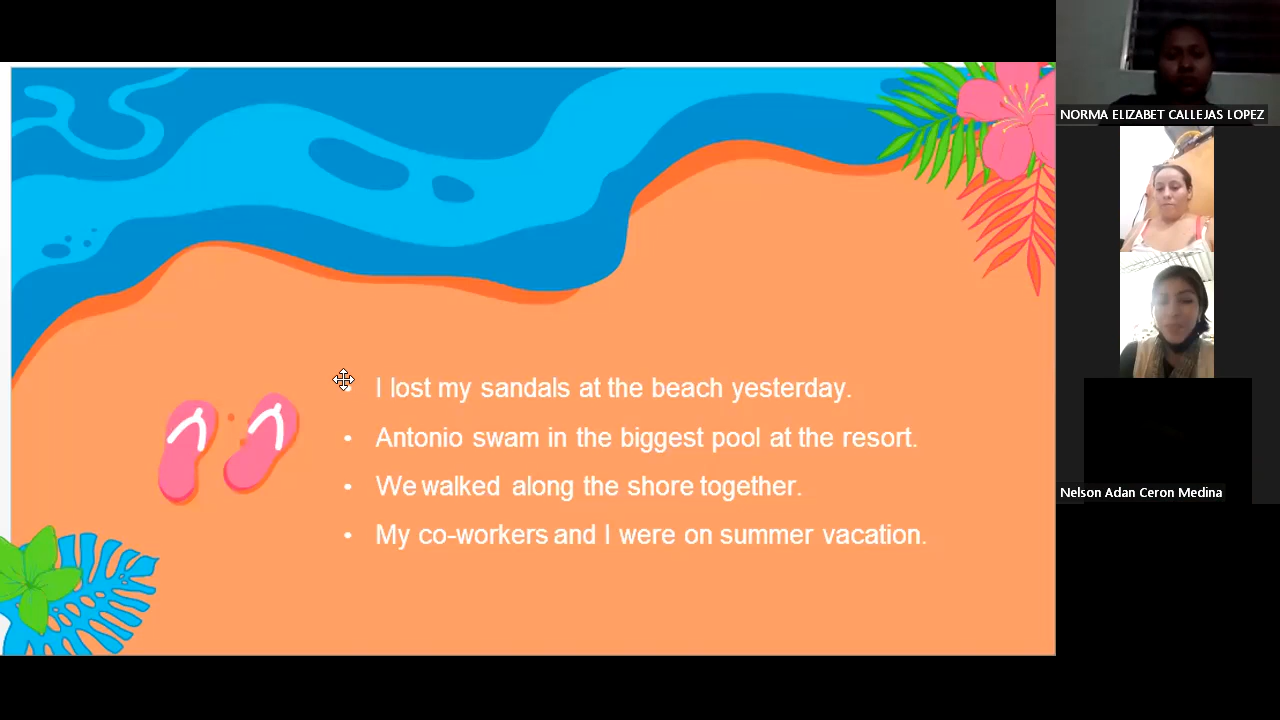 I lost my sandals at the beach yesterday.
Antonio swam in the biggest pool at the resort.
We walked along the shore together.
My co-workers and I were on summer vacation.
NORMA ELIZABET CALLEJAS LOPEZ
Nelson Adan Ceron Medina